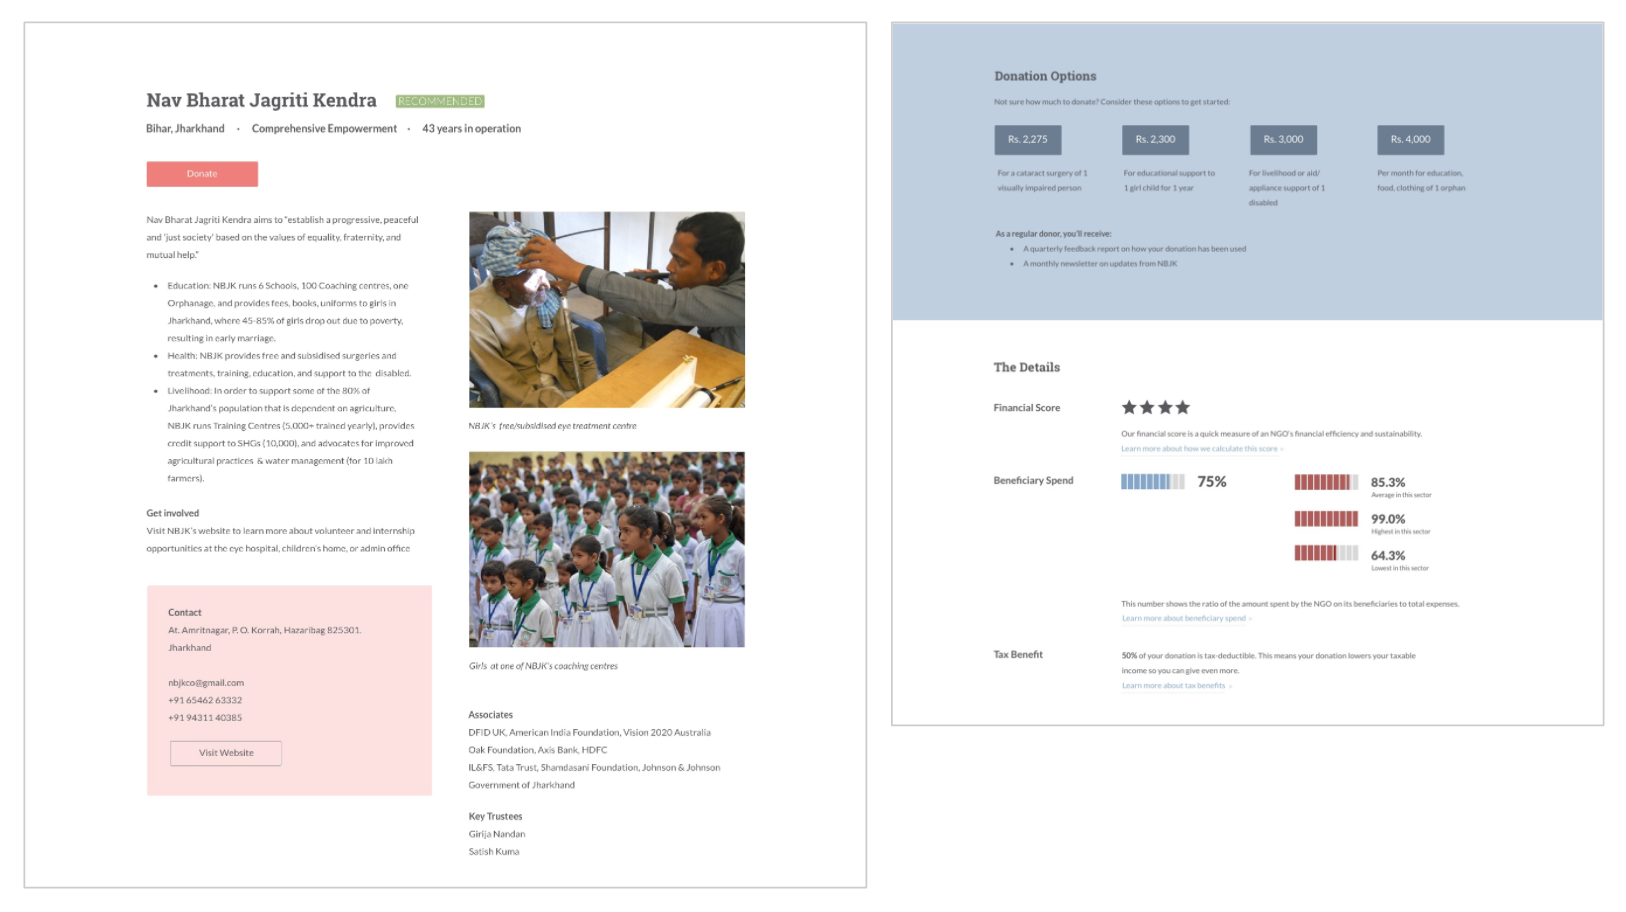 Nav Bharat Jagriti Kendra RECOMMENDED
Bihar, Jharkhand · Comprehensive Empowerment · 43 years in operation
Donate
Nav Bharat Jagriti Kendra aims to "establish a progressive, peaceful
and 'just society' based on the values of equality, fraternity, and
mutual help."
• Education: NBJK runs 6 Schools, 100 Coaching centres, one
Orphanage, and provides fees, books, uniforms to girls in
Jharkhand, where 45-85% of girls drop out due to poverty,
resulting in early marriage.
• Health: NBJK provides free and subsidised surgeries and
treatments, training, education, and support to the disabled.
• Livelihood: In order to support some of the 80% of
Jharkhand's population that is dependent on agriculture,
NBJK runs Training Centres (5,000+ trained yearly), provides
credit support to SHGs (10,000), and advocates for improved
agricultural practices & water management (for 10 lakh
farmers).
Get involved
Visit NBJK's website to learn more about volunteer and internship
opportunities at the eye hospital, children's home, or admin office
Contact
At. Amritnagar, P. O. Korrah, Hazaribag 825301.
Jharkhand
nbjkco@gmail.com
+91 65462 63332
+91 94311 40385
Visit Website
NBJK's free/subsidised eye treatment centre
Girls at one of NBJK's coaching centres
Associates
DFID UK, American India Foundation, Vision 2020 Australia
Oak Foundation, Axis Bank, HDFC
IL&FS, Tata Trust, Shamdasani Foundation, Johnson & Johnson
Government of Jharkhand
Key Trustees
Girija Nandan
Satish Kuma
Donation Options
Not sure how much to donate? Consider these options to get started:
Rs. 2,275
For a cataract surgery of 1
visually impaired person
Rs. 2,300
For educational support to
1 girl child for 1 year
Rs. 3,000
For livelihood or aid/
appliance support of 1
disabled
Rs. 4,000
Per month for education,
food, clothing of 1 orphan
As a regular donor, you'll receive:
• A quarterly feedback report on how your donation has been used
• A monthly newsletter on updates from NBJK
The Details
Financial Score
Our financial score is a quick measure of an NGO's financial efficiency and sustainability.
Learn more about how we calculate this score »
Beneficiary Spend
75%
85.3%
Average in this sector
99.0%
Highest in this sector
64.3%
Lowest in this sector
This number shows the ratio of the amount spent by the NGO on its beneficiaries to total expenses.
Learn more about beneficiary spend »
Tax Benefit
50% of your donation is tax-deductible. This means your donation lowers your taxable
income so you can give even more.
Learn more about tax benefits »